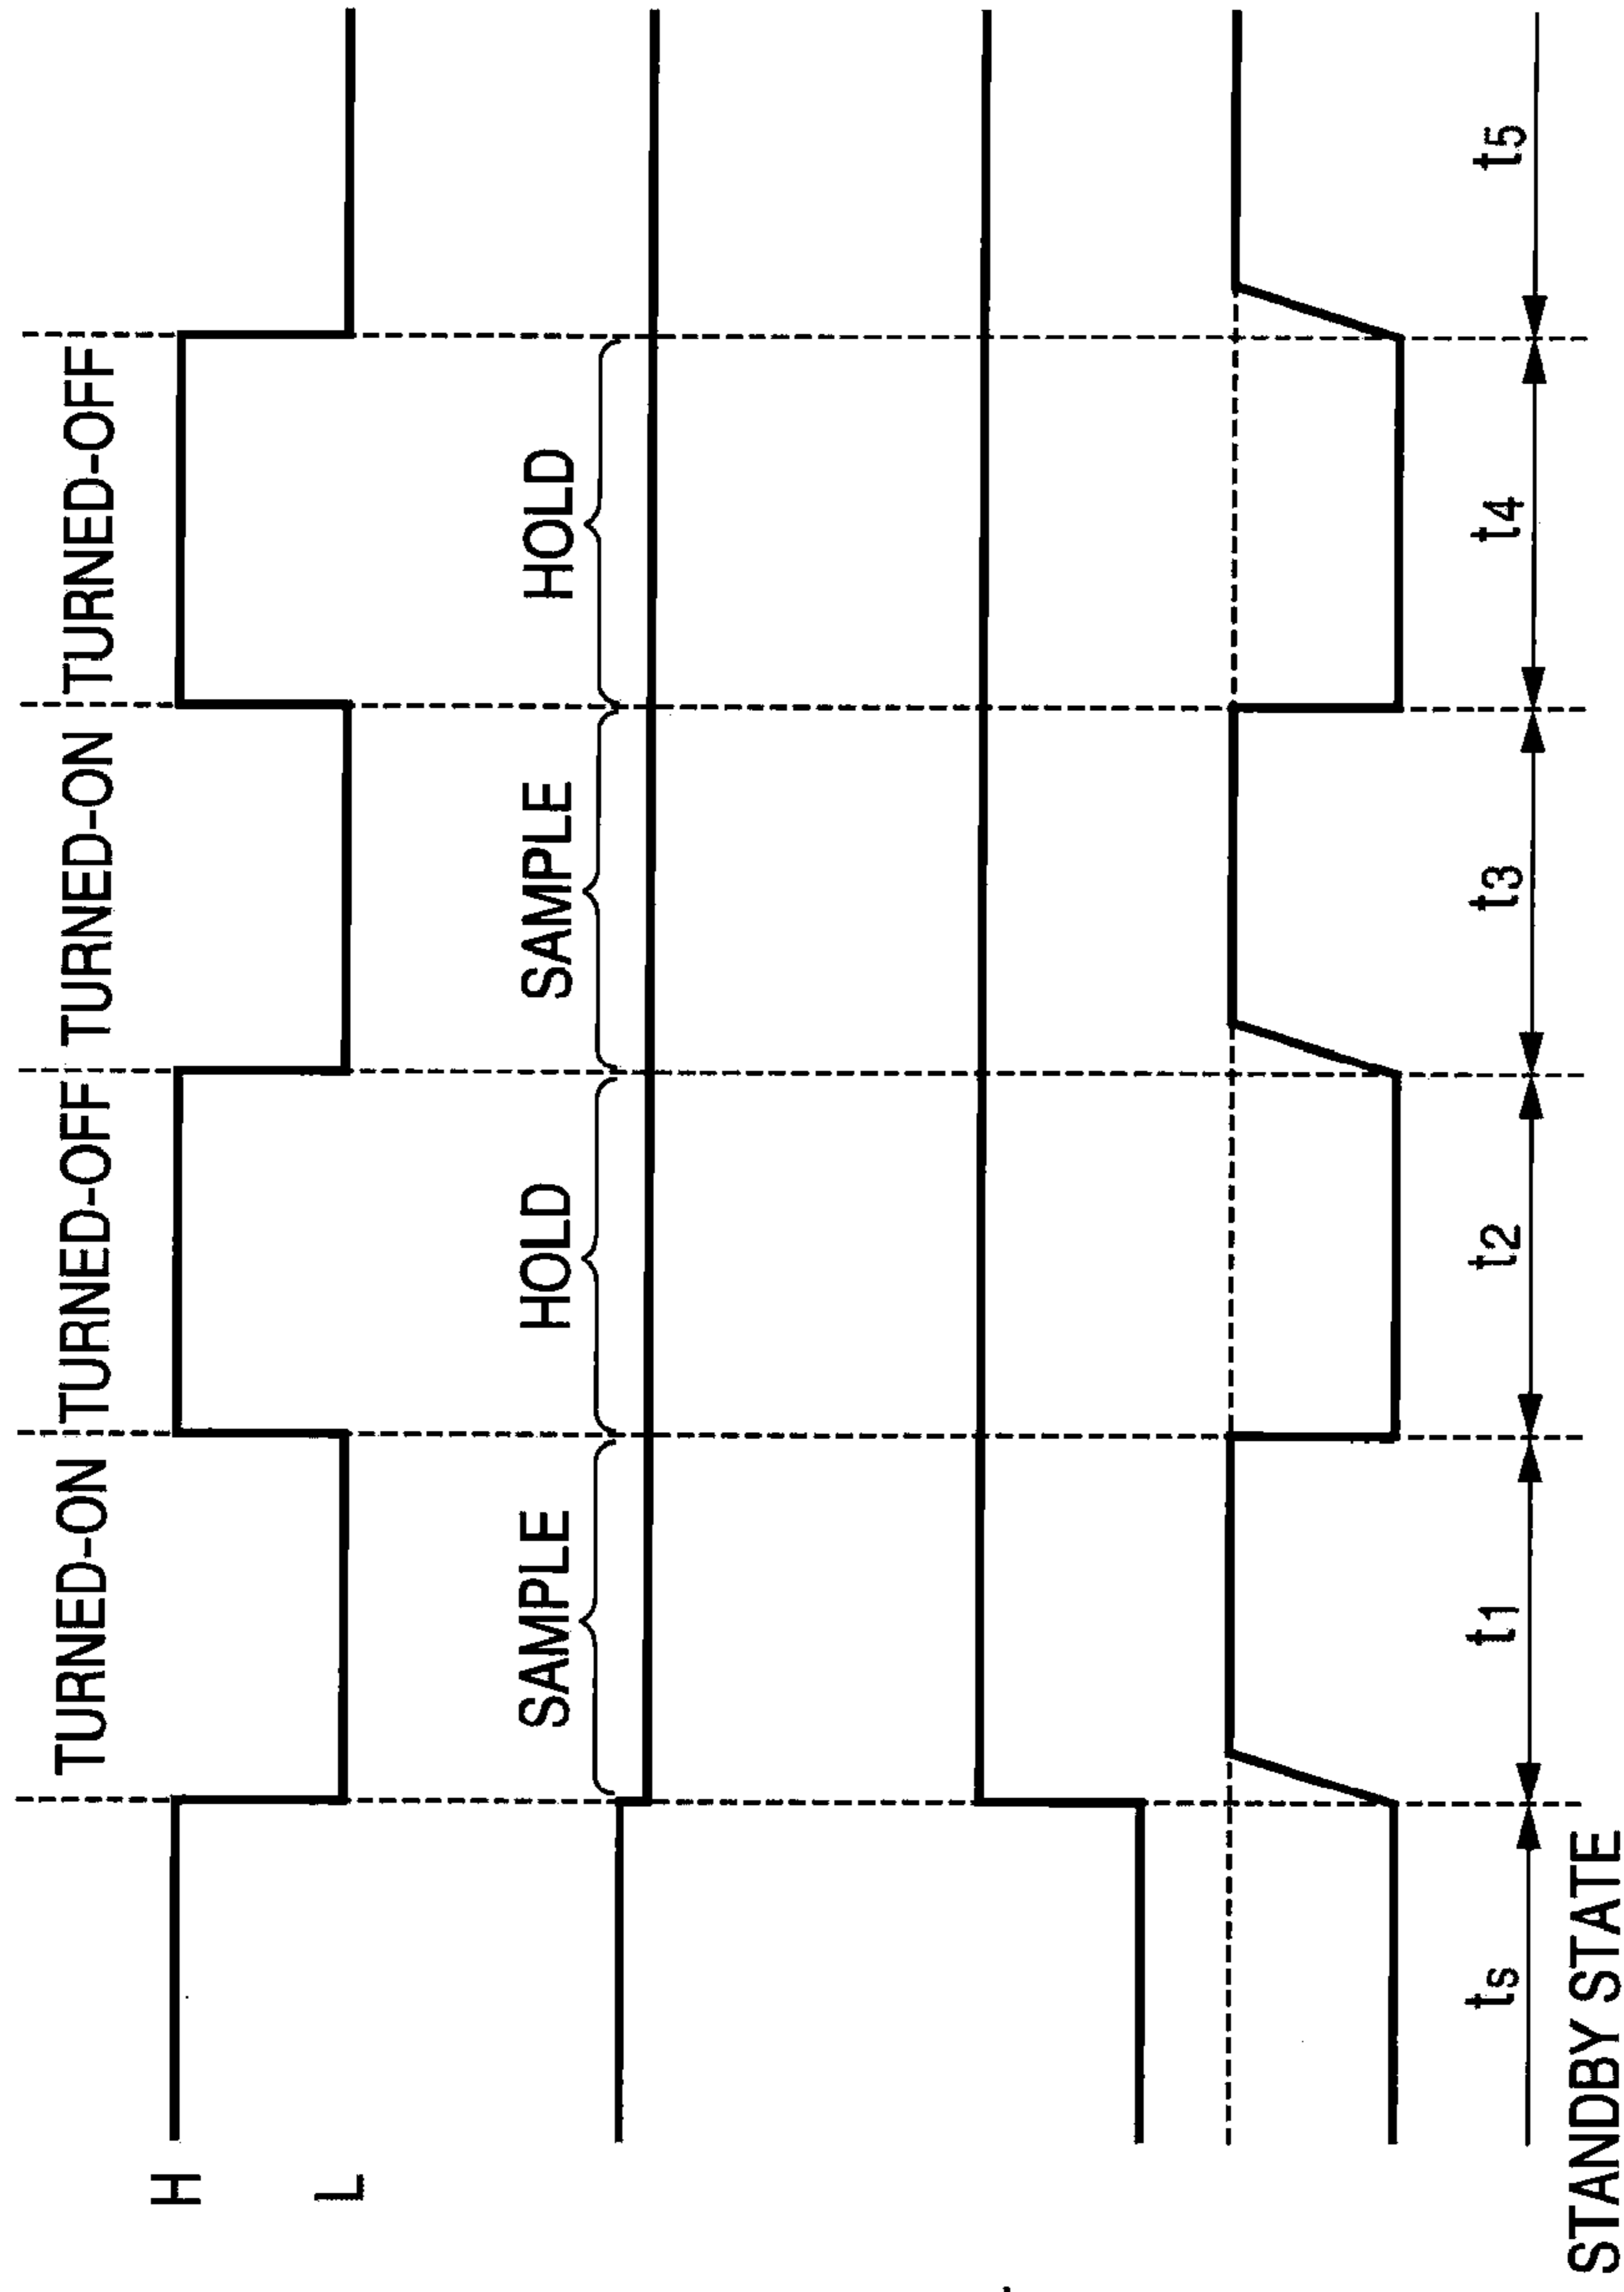 TURNED-ON TURNED-OFF TURNED-ON TURNED-OFF
H
L
SAMPLE HOLD SAMPLE HOLD
ts t1 t2 t3 t4 t5
STANDBY STATE